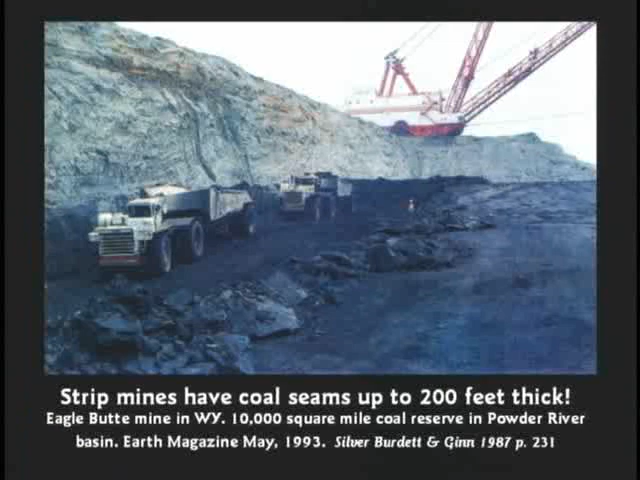 Strip mines have coal seams up to 200 feet thick!
Eagle Butte mine in WY. 10,000 square mile coal reserve in Powder River
basin. Earth Magazine May, 1993. Silver Burdett & Ginn 1987 p. 231